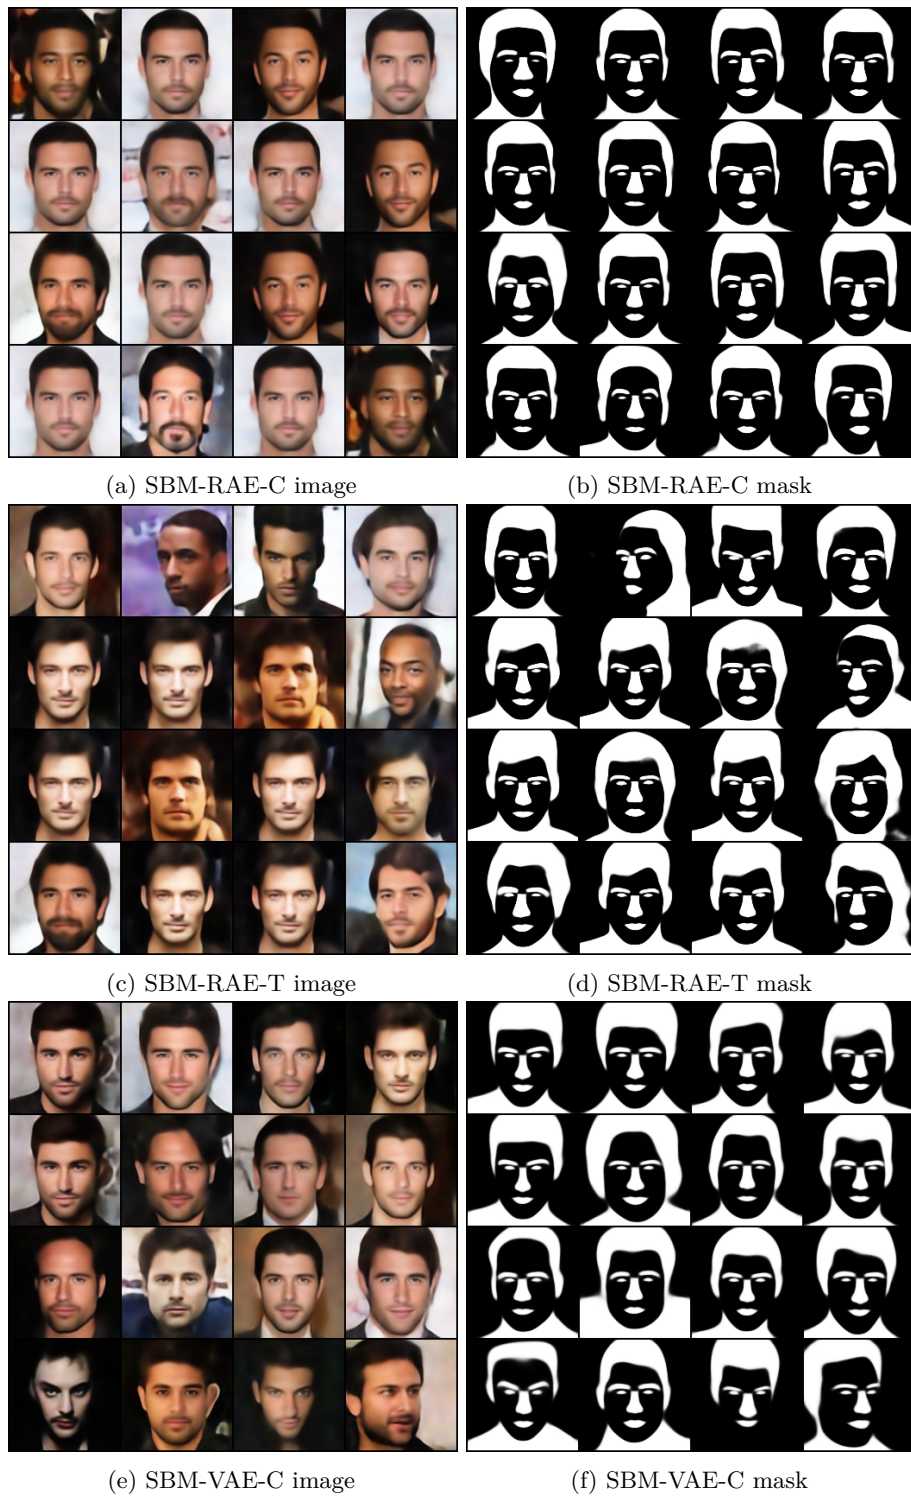 (a) SBM-RAE-C image
(b) SBM-RAE-C mask
(c) SBM-RAE-T image
(d) SBM-RAE-T mask
(e) SBM-VAE-C image
(f) SBM-VAE-C mask